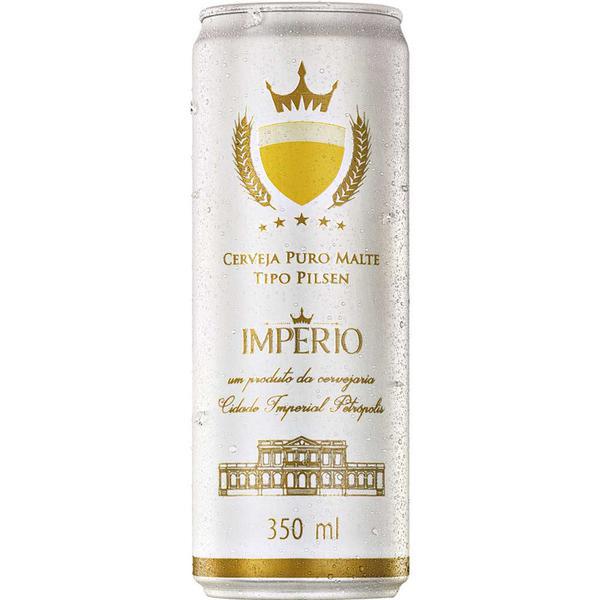 CERVEJA PURO MALTE
TIPO PILSEN
IMPÉRIO
um produto da cervejaria
Cidade Imperial Petrópolis
350 ml